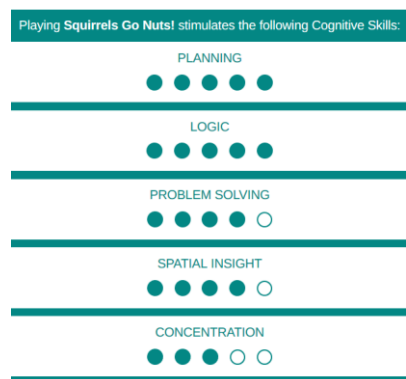 Playing Squirrels Go Nuts! stimulates the following Cognitive Skills:
PLANNING
LOGIC
PROBLEM SOLVING
SPATIAL INSIGHT
CONCENTRATION